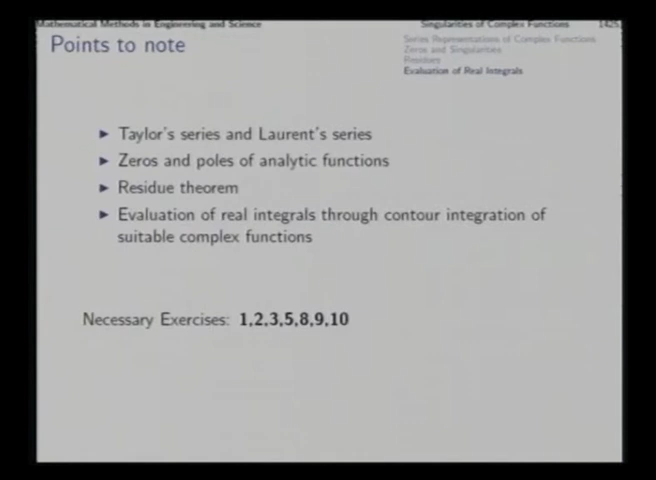 Mathematical Methods in Engineering and Science
Singularities of Complex Functions
1425,
Points to note
Series Representations of Complex Functions
Zeros and Singularities
Residues
Evaluation of Real Integrals
► Taylor's series and Laurent's series
► Zeros and poles of analytic functions
► Residue theorem
► Evaluation of real integrals through contour integration of
suitable complex functions
Necessary Exercises: 1,2,3,5,8,9,10